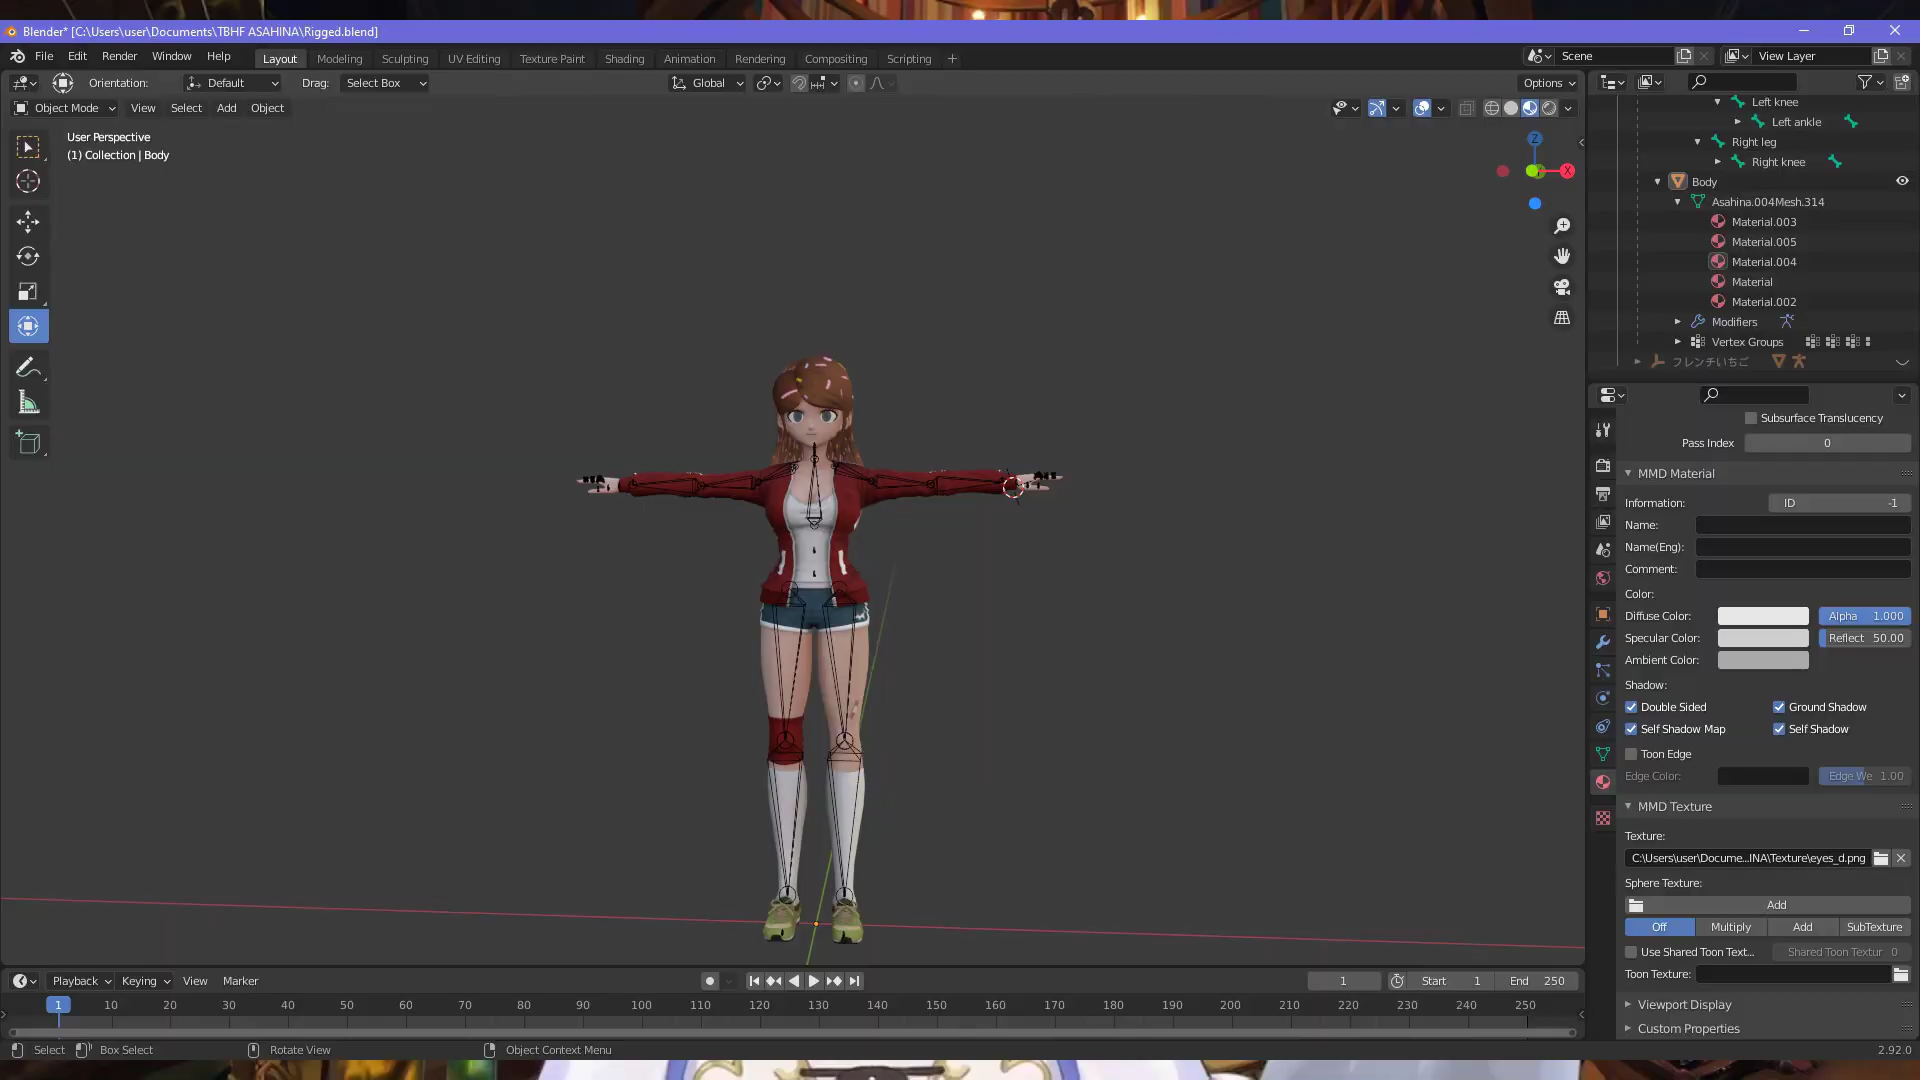 Blender* [C:\Users\user\Documents\TBHF ASAHINA\Rigged.blend]
File Edit Render Window Help
Layout Modeling Sculpting UV Editing Texture Paint Shading Animation Rendering Compositing Scripting +
Scene View Layer
Orientation: Default Drag: Select Box Global Options
Object Mode View Select Add Object
User Perspective
(1) Collection | Body
Z
X
Left knee
Left ankle
Right leg
Right knee
Body
Asahina.004Mesh.314
Material.003
Material.005
Material.004
Material
Material.002
Modifiers
Vertex Groups
フレンチいちご
Subsurface Translucency
Pass Index 0
MMD Material
Information: ID -1
Name:
Name(Eng):
Comment:
Color:
Diffuse Color: Alpha 1.000
Specular Color: Reflect 50.00
Ambient Color:
Shadow:
Double Sided Ground Shadow
Self Shadow Map Self Shadow
Toon Edge
Edge Color: Edge We 1.00
MMD Texture
Texture:
C:\Users\user\Docume...INA\Texture\eyes_d.png
Sphere Texture:
Add
Off Multiply Add SubTexture
Use Shared Toon Text... Shared Toon Textur 0
Toon Texture:
Viewport Display
Custom Properties
Playback Keying View Marker 1 Start 1 End 250
1 10 20 30 40 50 60 70 80 90 100 110 120 130 140 150 160 170 180 190 200 210 220 230 240 250
Select Box Select Rotate View Object Context Menu 2.92.0